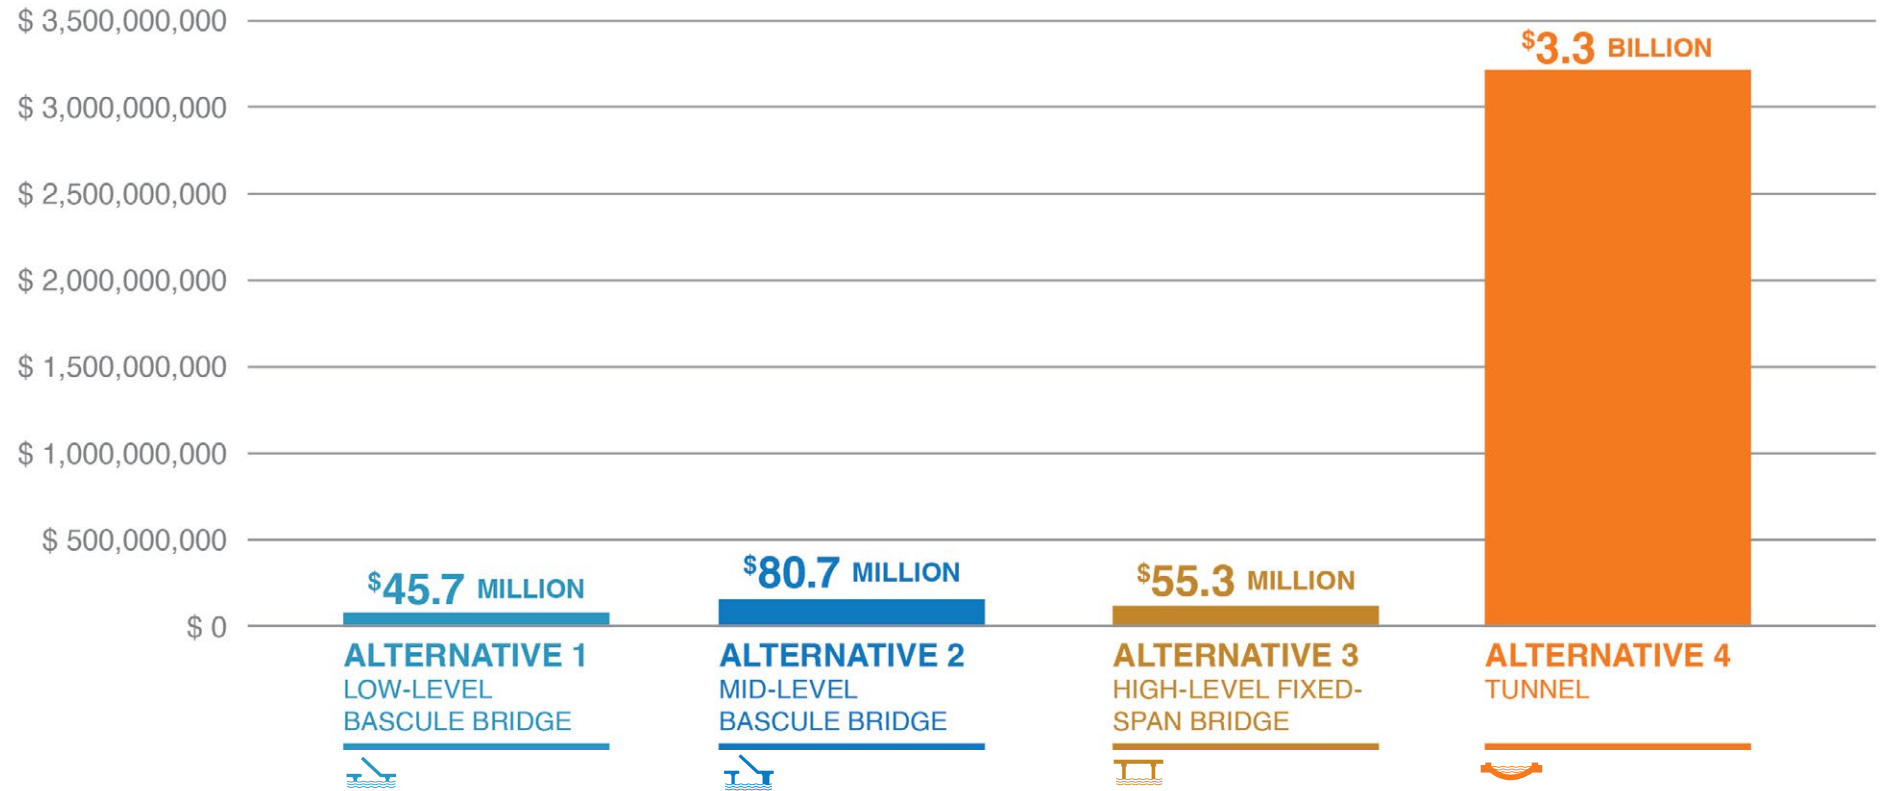 $ 3,500,000,000
$ 3,000,000,000
$ 2,500,000,000
$ 2,000,000,000
$ 1,500,000,000
$ 1,000,000,000
$ 500,000,000
$ 0
$45.7 MILLION
$80.7 MILLION
$55.3 MILLION
$3.3 BILLION
ALTERNATIVE 1
LOW-LEVEL
BASCULE BRIDGE
ALTERNATIVE 2
MID-LEVEL
BASCULE BRIDGE
ALTERNATIVE 3
HIGH-LEVEL FIXED-
SPAN BRIDGE
ALTERNATIVE 4
TUNNEL